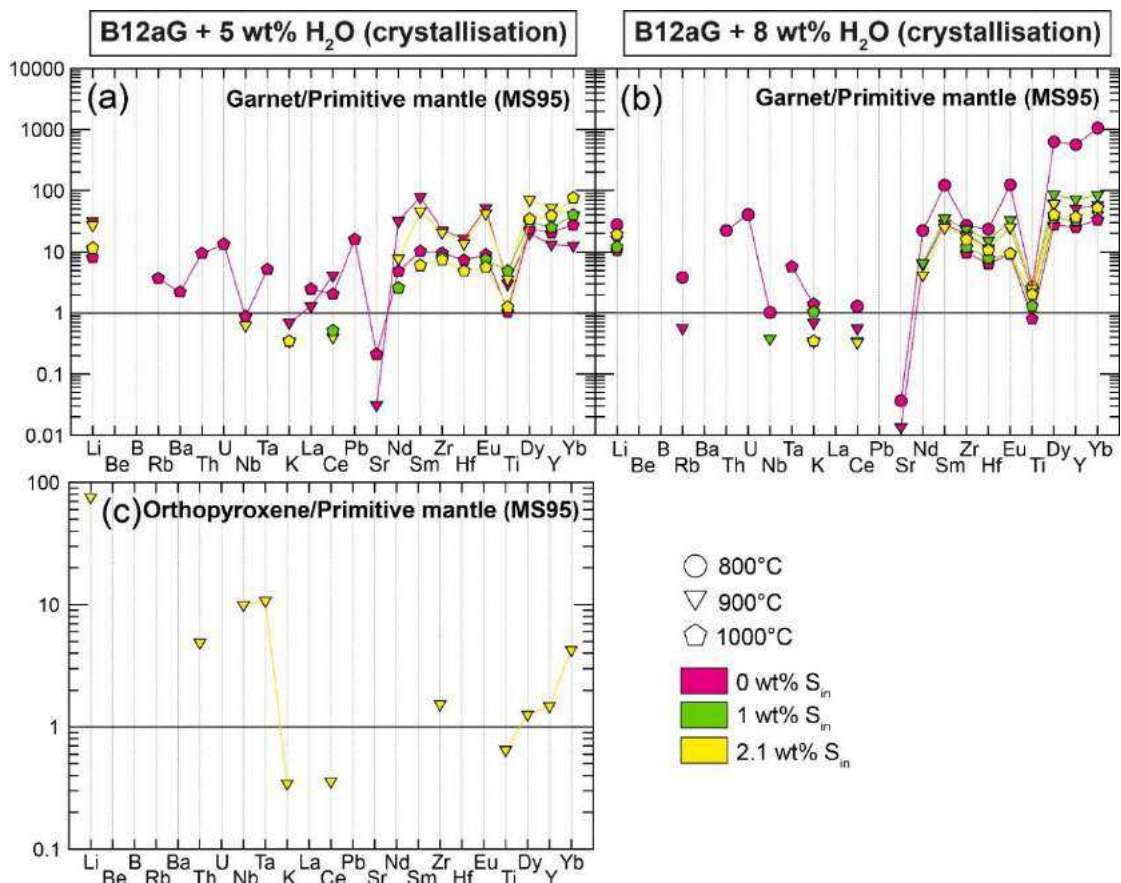 B12aG + 5 wt% H₂O (crystallisation)
B12aG + 8 wt% H₂O (crystallisation)
10000
1000
100
10
1
0.1
0.01
(a)
Garnet/Primitive mantle (MS95)
(b)
Garnet/Primitive mantle (MS95)
Li Be B Rb Ba Th U Nb Ta K La Ce Pb Sr Nd Sm Zr Hf Eu Ti Dy Y Yb
Li Be B Rb Ba Th U Nb Ta K La Ce Pb Sr Nd Sm Zr Hf Eu Ti Dy Y Yb
100
10
1
0.1
(c)
Orthopyroxene/Primitive mantle (MS95)
Li Be B Rb Ba Th U Nb Ta K La Ce Pb Sr Nd Sm Zr Hf Eu Ti Dy Y Yb
800°C
900°C
1000°C
0 wt% Sᵢₙ
1 wt% Sᵢₙ
2.1 wt% Sᵢₙ